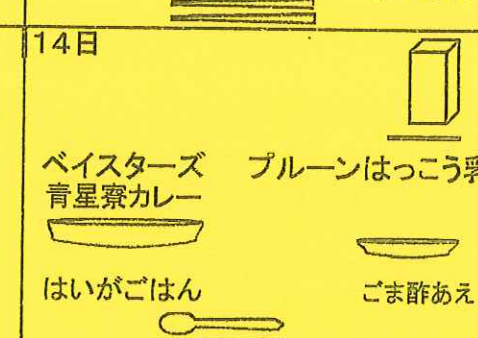 14日
ベイスターズ
青星寮カレー
プルーンはっこう乳
はいがごはん
ごま酢あえ